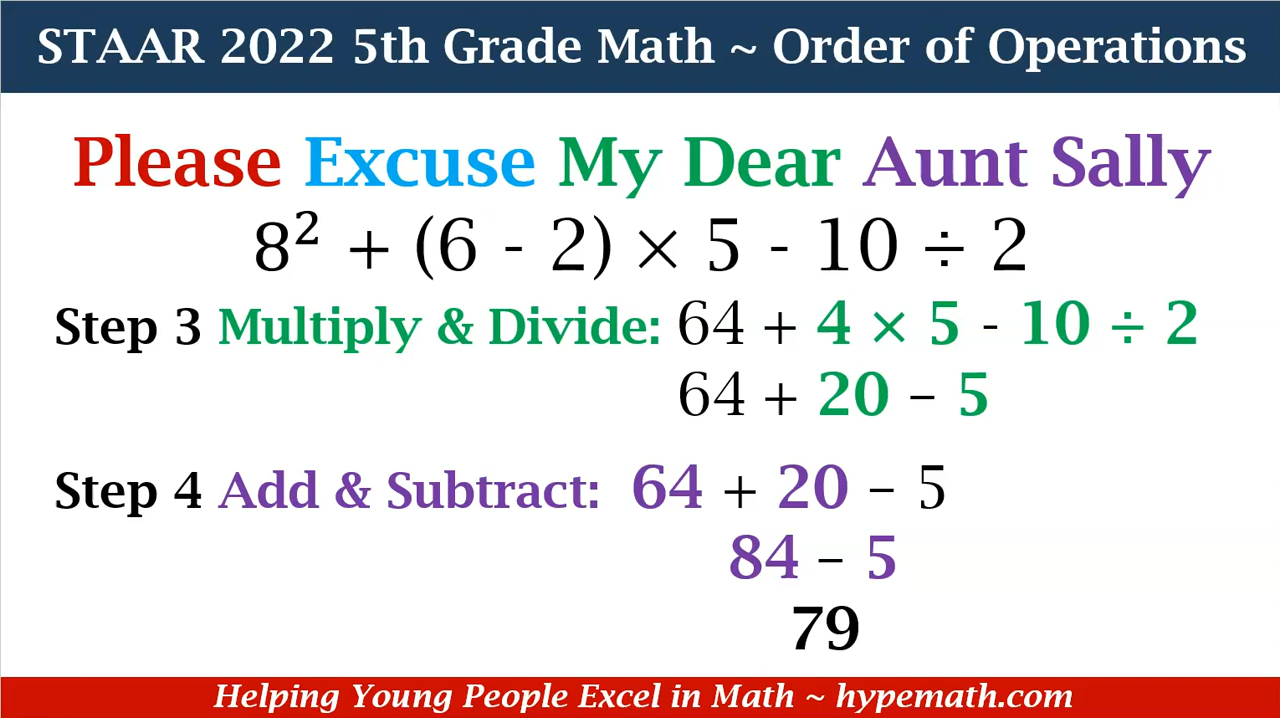 STAAR 2022 5th Grade Math ~ Order of Operations
Please Excuse My Dear Aunt Sally
8² + (6 - 2) × 5 - 10 ÷ 2
Step 3 Multiply & Divide: 64 + 4 × 5 - 10 ÷ 2
64 + 20 – 5
Step 4 Add & Subtract: 64 + 20 – 5
84 – 5
79
Helping Young People Excel in Math ~ hypemath.com